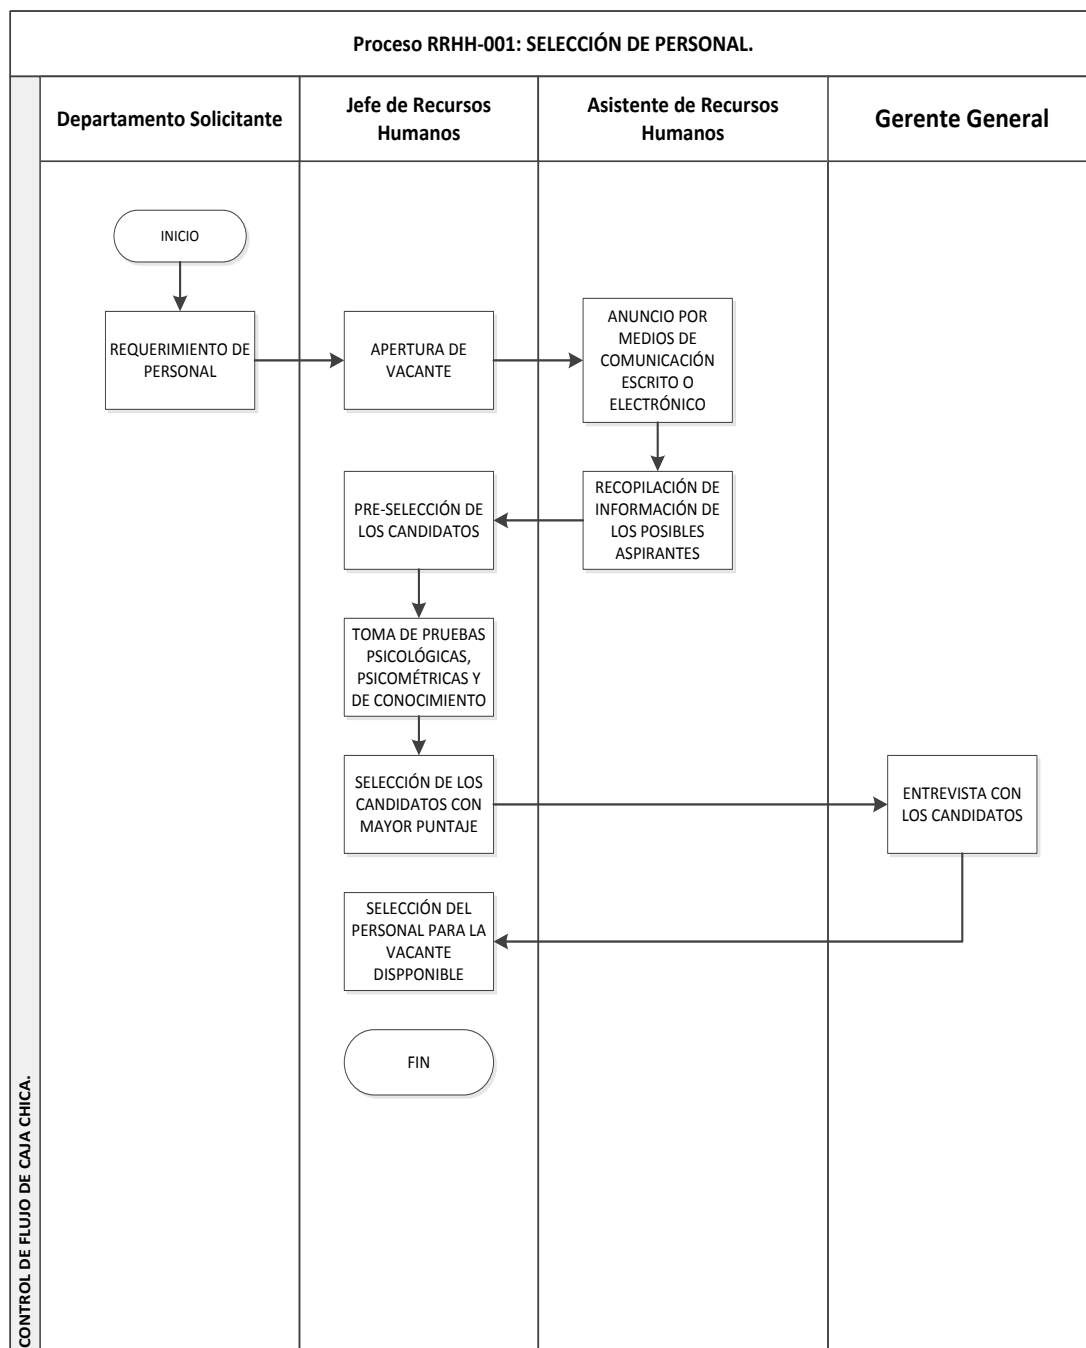 Proceso RRHH-001: SELECCIÓN DE PERSONAL.
Departamento Solicitante
Jefe de Recursos
Humanos
Asistente de Recursos
Humanos
Gerente General
INICIO
REQUERIMIENTO DE
PERSONAL
APERTURA DE
VACANTE
ANUNCIO POR
MEDIOS DE
COMUNICACIÓN
ESCRITO O
ELECTRÓNICO
RECOPILACIÓN DE
INFORMACIÓN DE
LOS POSIBLES
ASPIRANTES
PRE-SELECCIÓN DE
LOS CANDIDATOS
TOMA DE PRUEBAS
PSICOLÓGICAS,
PSICOMÉTRICAS Y
DE CONOCIMIENTO
SELECCIÓN DE LOS
CANDIDATOS CON
MAYOR PUNTAJE
ENTREVISTA CON
LOS CANDIDATOS
SELECCIÓN DEL
PERSONAL PARA LA
VACANTE
DISPPONIBLE
FIN
CONTROL DE FLUJO DE CAJA CHICA.